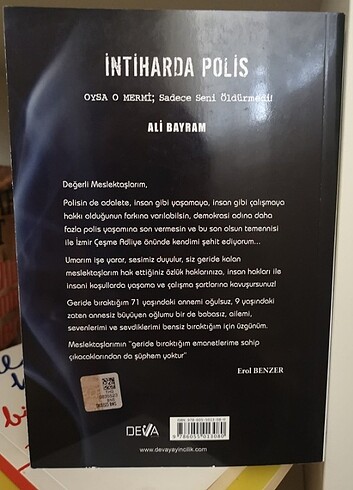 İNTİHARDA POLİS
OYSA O MERMİ; Sadece Seni Öldürmedi!
ALİ BAYRAM
Değerli Meslektaşlarım,
Polisin de adalete, insan gibi yaşamaya, insan gibi çalışmaya
hakkı olduğunun farkına varılabilsin, demokrasi adına daha
fazla polis yaşamına son vermesin ve bu son olsun temennisi
ile İzmir Çeşme Adliye önünde kendimi şehit ediyorum...
Umarım işe yarar, sesimiz duyulur, siz geride kalan
meslektaşlarım hak ettiğiniz özlük haklarınıza, insan hakları ile
insani koşullarda yaşama ve çalışma şartlarına kavuşursunuz!
Geride bıraktığım 71 yaşındaki annemi oğulsuz, 9 yaşındaki
zaten annesiz büyüyen oğlumu bir de babasız, ailemi,
sevenlerimi ve sevdiklerimi bensiz bıraktığım için üzgünüm.
Meslektaşlarımın "geride bıraktığım emanetlerime sahip
çıkacaklarından da şüphem yoktur"
Erol BENZER
DEVA
www.devayayincilik.com
9 786055 033080